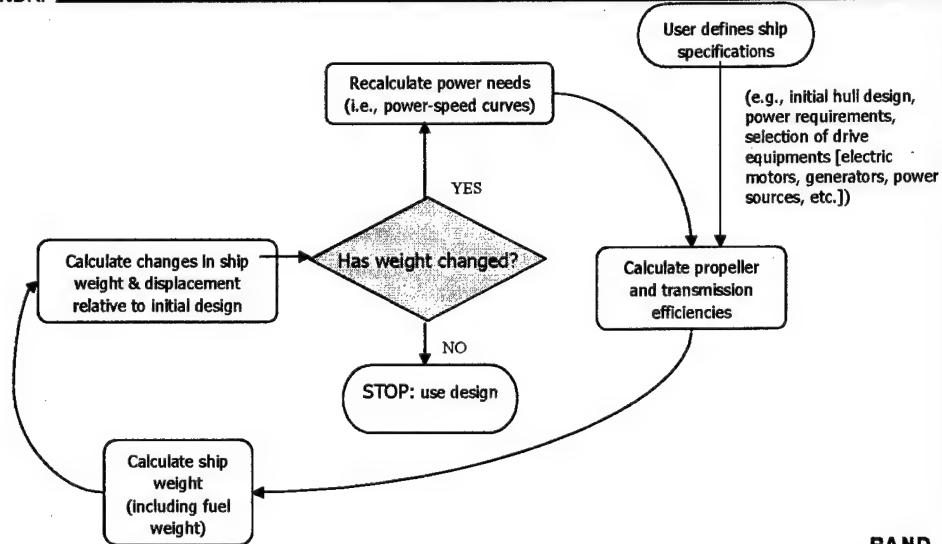 User defines ship
specifications
(e.g., initial hull design,
power requirements,
selection of drive
equipments [electric
motors, generators, power
sources, etc.])
Recalculate power needs
(i.e., power-speed curves)
YES
Calculate changes in ship
weight & displacement
relative to initial design
Has weight changed?
Calculate propeller
and transmission
efficiencies
NO
STOP: use design
Calculate ship
weight
(including fuel
weight)